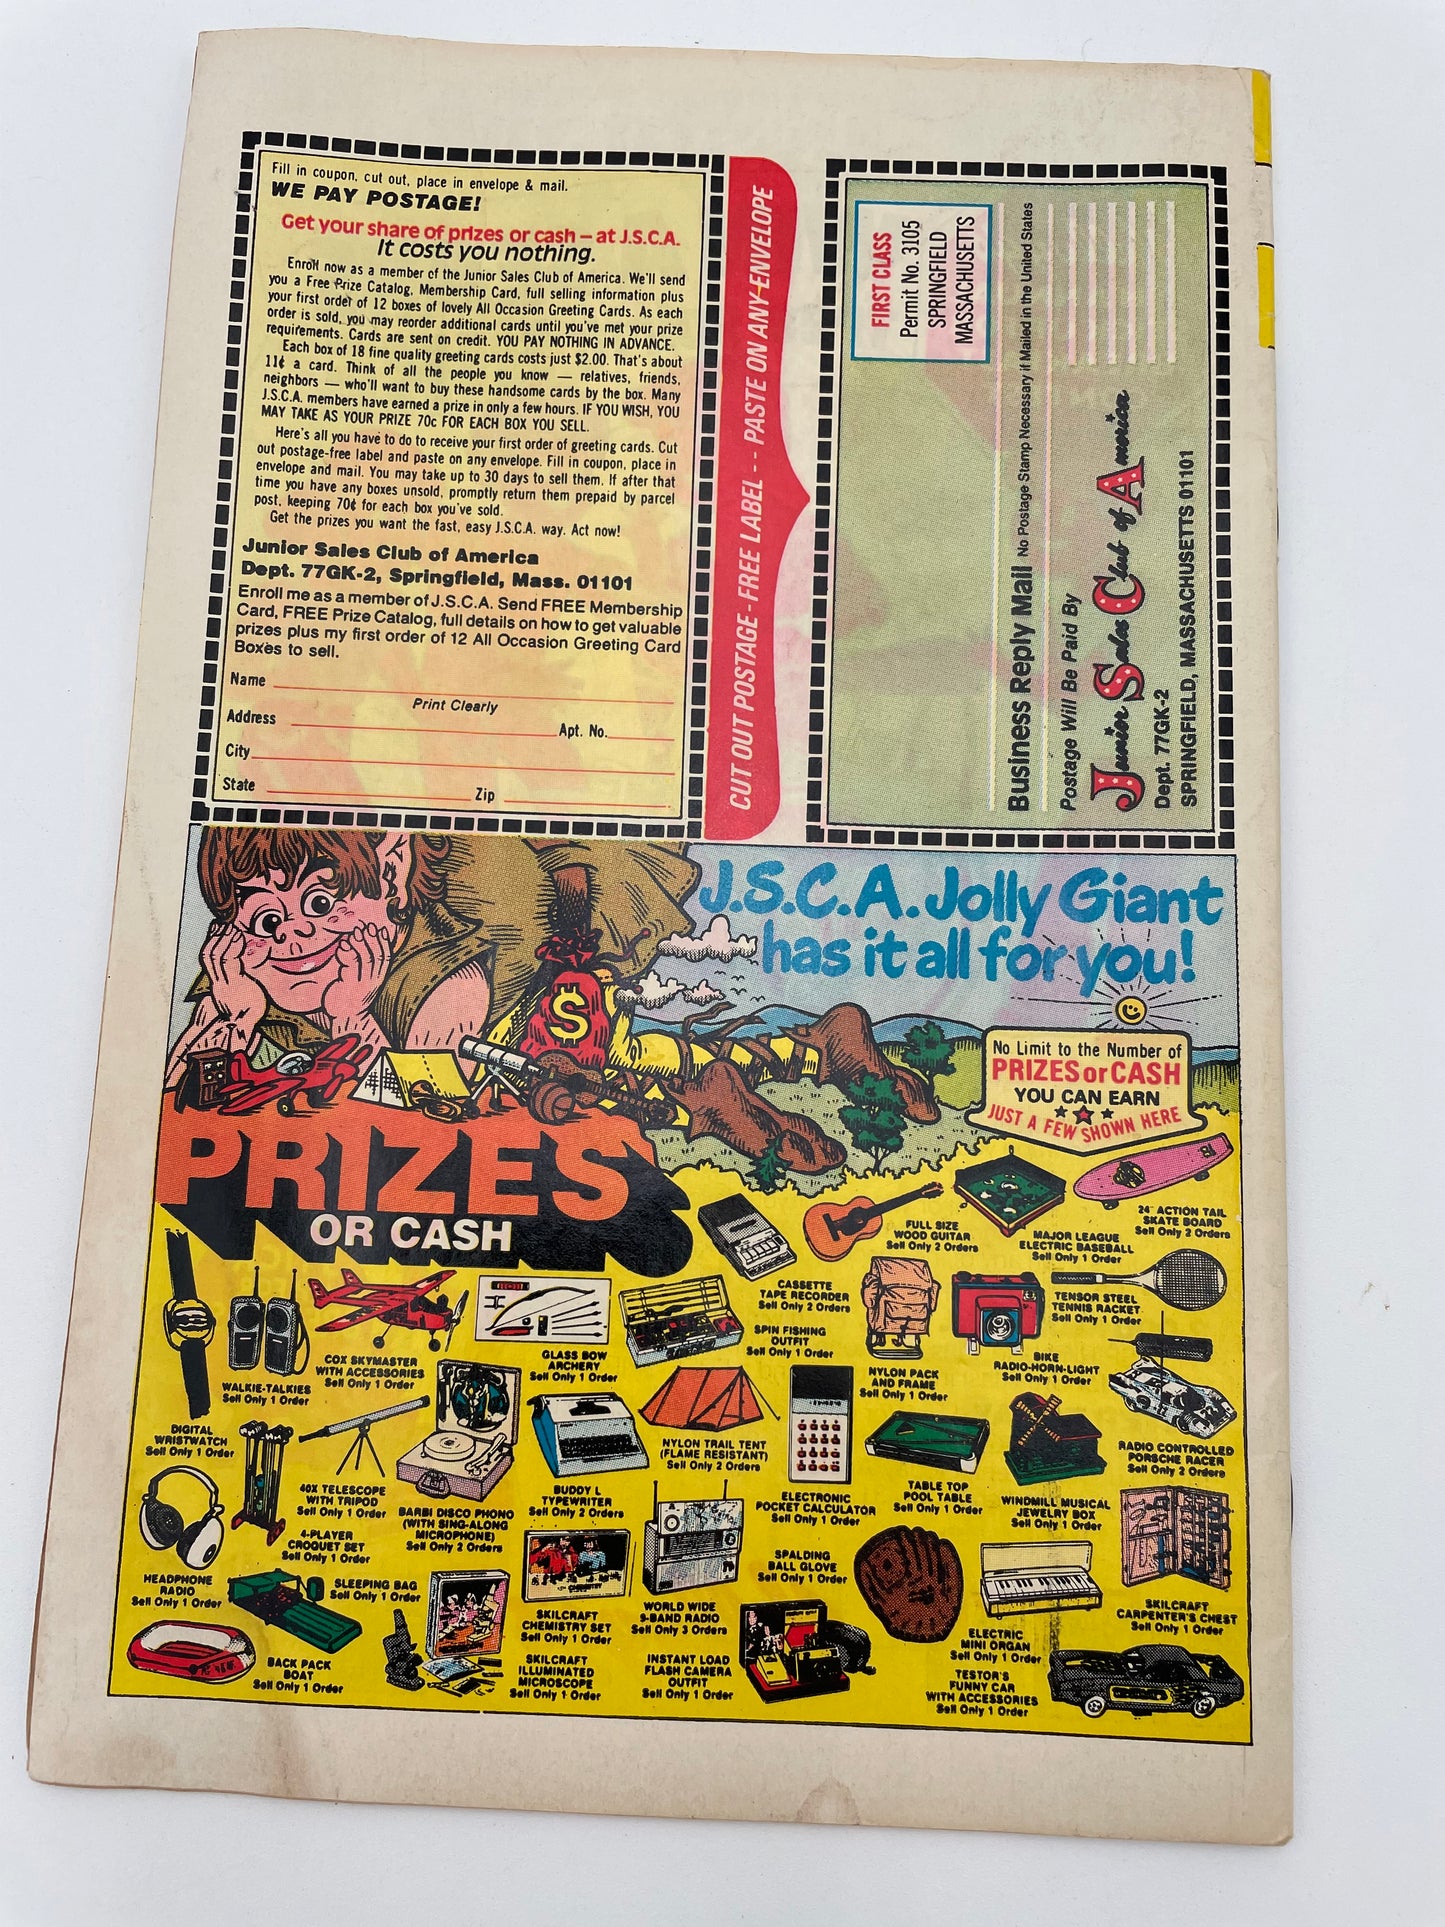 Fill in coupon, cut out, place in envelope & mail.
WE PAY POSTAGE!
Get your share of prizes or cash – at J.S.C.A.
It costs you nothing.
Enroll now as a member of the Junior Sales Club of America. We'll send
you a Free Prize Catalog, Membership Card, full selling information plus
your first order of 12 boxes of lovely All Occasion Greeting Cards. As each
order is sold, you may reorder additional cards until you've met your prize
requirements. Cards are sent on credit. YOU PAY NOTHING IN ADVANCE.
Each box of 18 fine quality greeting cards costs just $2.00. That's about
11¢ a card. Think of all the people you know — relatives, friends,
neighbors — who'll want to buy these handsome cards by the box. Many
J.S.C.A. members have earned a prize in only a few hours. IF YOU WISH, YOU
MAY TAKE AS YOUR PRIZE 70c FOR EACH BOX YOU SELL.
Here's all you have to do to receive your first order of greeting cards. Cut
out postage-free label and paste on any envelope. Fill in coupon, place in
envelope and mail. You may take up to 30 days to sell them. If after that
time you have any boxes unsold, promptly return them prepaid by parcel
post, keeping 70¢ for each box you've sold.
Get the prizes you want the fast, easy J.S.C.A. way. Act now!
Junior Sales Club of America
Dept. 77GK-2, Springfield, Mass. 01101
Enroll me as a member of J.S.C.A. Send FREE Membership
Card, FREE Prize Catalog, full details on how to get valuable
prizes plus my first order of 12 All Occasion Greeting Card
Boxes to sell.
Name
Print Clearly
Address Apt. No.
City
State Zip
CUT OUT POSTAGE - FREE LABEL - - PASTE ON ANY ENVELOPE
FIRST CLASS
Permit No. 3105
SPRINGFIELD
MASSACHUSETTS
Business Reply Mail No Postage Stamp Necessary if Mailed in the United States
Postage Will Be Paid By
Junior Sales Club of America
Dept. 77GK-2
SPRINGFIELD, MASSACHUSETTS 01101
J.S.C.A. Jolly Giant
has it all for you!
$
No Limit to the Number of
PRIZES or CASH
YOU CAN EARN
JUST A FEW SHOWN HERE
PRIZES
OR CASH
24" ACTION TAIL
SKATE BOARD
Sell Only 2 Orders
FULL SIZE
WOOD GUITAR
Sell Only 2 Orders
MAJOR LEAGUE
ELECTRIC BASEBALL
Sell Only 1 Order
CASSETTE
TAPE RECORDER
Sell Only 2 Orders
TENSOR STEEL
TENNIS RACKET
Sell Only 1 Order
SPIN FISHING
OUTFIT
Sell Only 1 Order
GLASS BOW
ARCHERY
Sell Only 1 Order
COX SKYMASTER
WITH ACCESSORIES
Sell Only 1 Order
WALKIE-TALKIES
Sell Only 1 Order
NYLON PACK
AND FRAME
Sell Only 1 Order
BIKE
RADIO-HORN-LIGHT
Sell Only 1 Order
DIGITAL
WRISTWATCH
Sell Only 1 Order
NYLON TRAIL TENT
(FLAME RESISTANT)
Sell Only 2 Orders
RADIO CONTROLLED
PORSCHE RACER
Sell Only 2 Orders
40X TELESCOPE
WITH TRIPOD
Sell Only 1 Order
BARBI DISCO PHONO
(WITH SING-ALONG
MICROPHONE)
Sell Only 2 Orders
BUDDY L
TYPEWRITER
Sell Only 2 Orders
ELECTRONIC
POCKET CALCULATOR
Sell Only 1 Order
TABLE TOP
POOL TABLE
Sell Only 1 Order
WINDMILL MUSICAL
JEWELRY BOX
Sell Only 1 Order
4-PLAYER
CROQUET SET
Sell Only 1 Order
HEADPHONE
RADIO
Sell Only 1 Order
SLEEPING BAG
Sell Only 1 Order
SKILCRAFT
CHEMISTRY SET
Sell Only 1 Order
WORLD WIDE
9-BAND RADIO
Sell Only 3 Orders
SPALDING
BALL GLOVE
Sell Only 1 Order
SKILCRAFT
CARPENTER'S CHEST
Sell Only 1 Order
BACK PACK
BOAT
Sell Only 1 Order
SKILCRAFT
ILLUMINATED
MICROSCOPE
Sell Only 1 Order
INSTANT LOAD
FLASH CAMERA
OUTFIT
Sell Only 1 Order
ELECTRIC
MINI ORGAN
Sell Only 1 Order
TESTOR'S
FUNNY CAR
WITH ACCESSORIES
Sell Only 1 Order